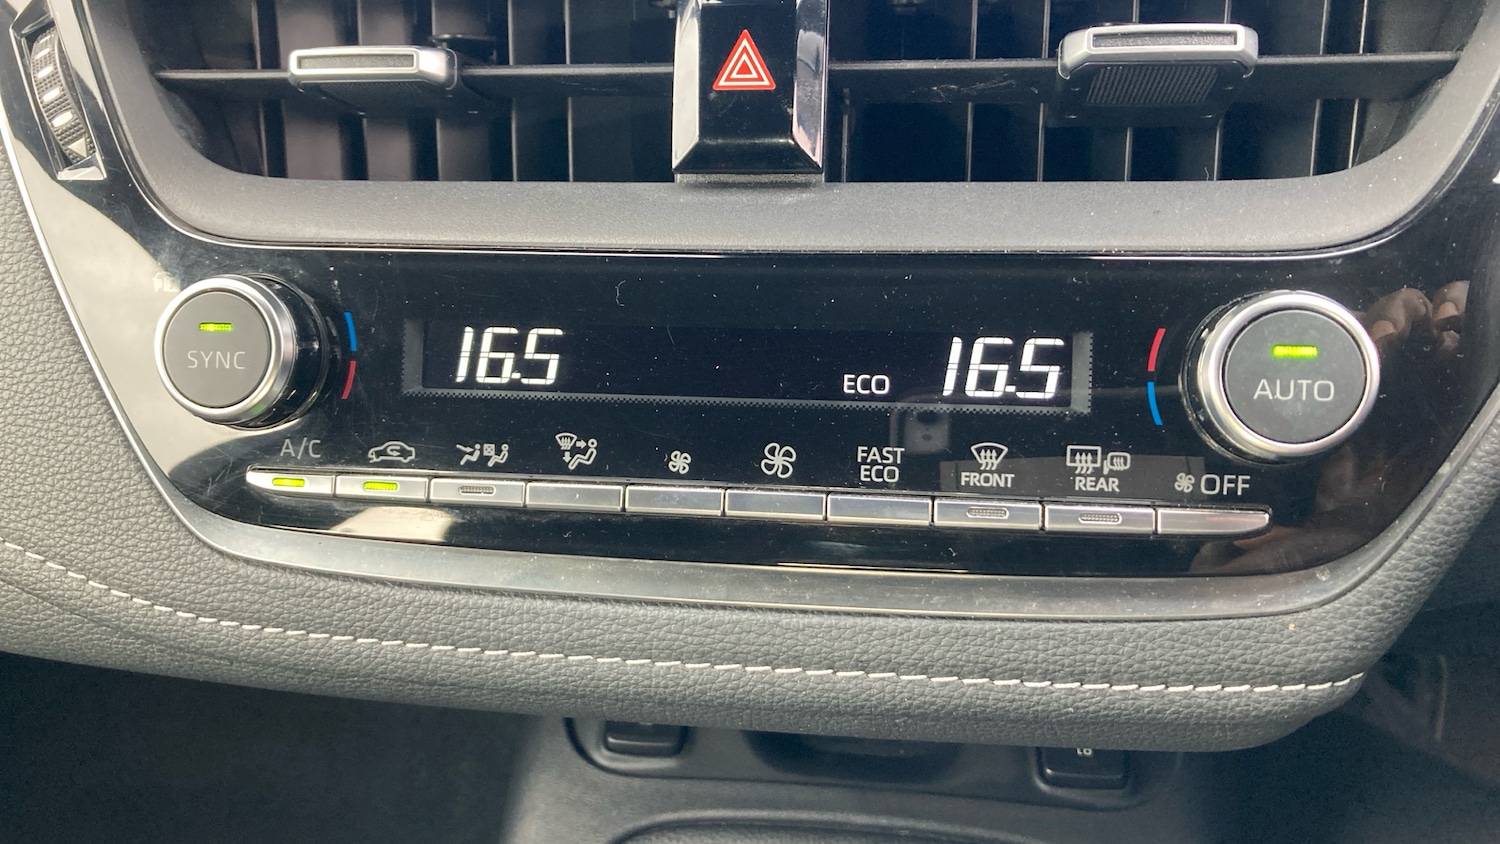 SYNC
16.5
ECO
16.5
AUTO
A/C
FAST
ECO
FRONT
REAR
OFF